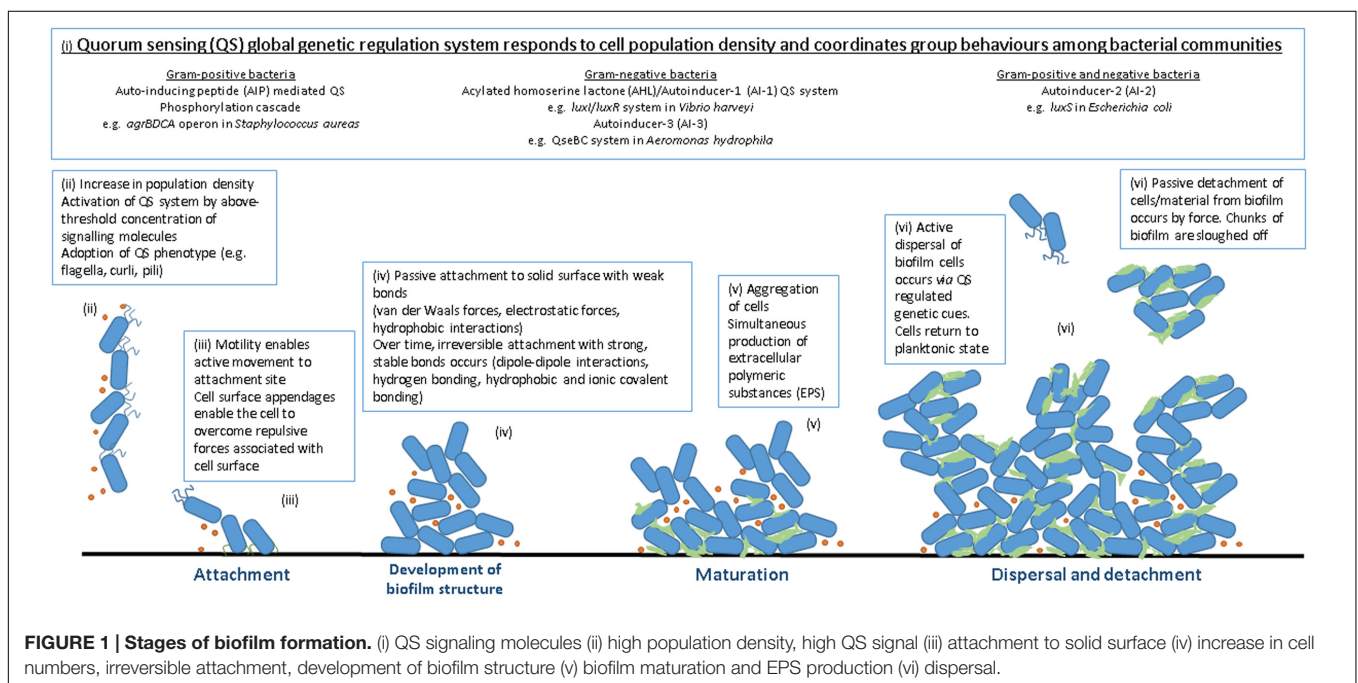 (i) Quorum sensing (QS) global genetic regulation system responds to cell population density and coordinates group behaviours among bacterial communities
Gram-positive bacteria
Auto-inducing peptide (AIP) mediated QS
Phosphorylation cascade
e.g. agrBDCA operon in Staphylococcus aureas
Gram-negative bacteria
Acylated homoserine lactone (AHL)/Autoinducer-1 (AI-1) QS system
e.g. luxI/luxR system in Vibrio harveyi
Autoinducer-3 (AI-3)
e.g. QseBC system in Aeromonas hydrophila
Gram-positive and negative bacteria
Autoinducer-2 (AI-2)
e.g. luxS in Escherichia coli
(ii) Increase in population density
Activation of QS system by above-
threshold concentration of
signalling molecules
Adoption of QS phenotype (e.g.
flagella, curli, pili)
(ii)
(iii) Motility enables
active movement to
attachment site
Cell surface appendages
enable the cell to
overcome repulsive
forces associated with
cell surface
(iii)
(iv) Passive attachment to solid surface with weak
bonds
(van der Waals forces, electrostatic forces,
hydrophobic interactions)
Over time, irreversible attachment with strong,
stable bonds occurs (dipole-dipole interactions,
hydrogen bonding, hydrophobic and ionic covalent
bonding)
(iv)
(v) Aggregation
of cells
Simultaneous
production of
extracellular
polymeric
substances (EPS)
(v)
(vi) Active
dispersal of
biofilm cells
occurs via QS
regulated
genetic cues.
Cells return to
planktonic state
(vi)
(vi) Passive detachment of
cells/material from biofilm
occurs by force. Chunks of
biofilm are sloughed off
Attachment
Development of
biofilm structure
Maturation
Dispersal and detachment
FIGURE 1 | Stages of biofilm formation. (i) QS signaling molecules (ii) high population density, high QS signal (iii) attachment to solid surface (iv) increase in cell
numbers, irreversible attachment, development of biofilm structure (v) biofilm maturation and EPS production (vi) dispersal.